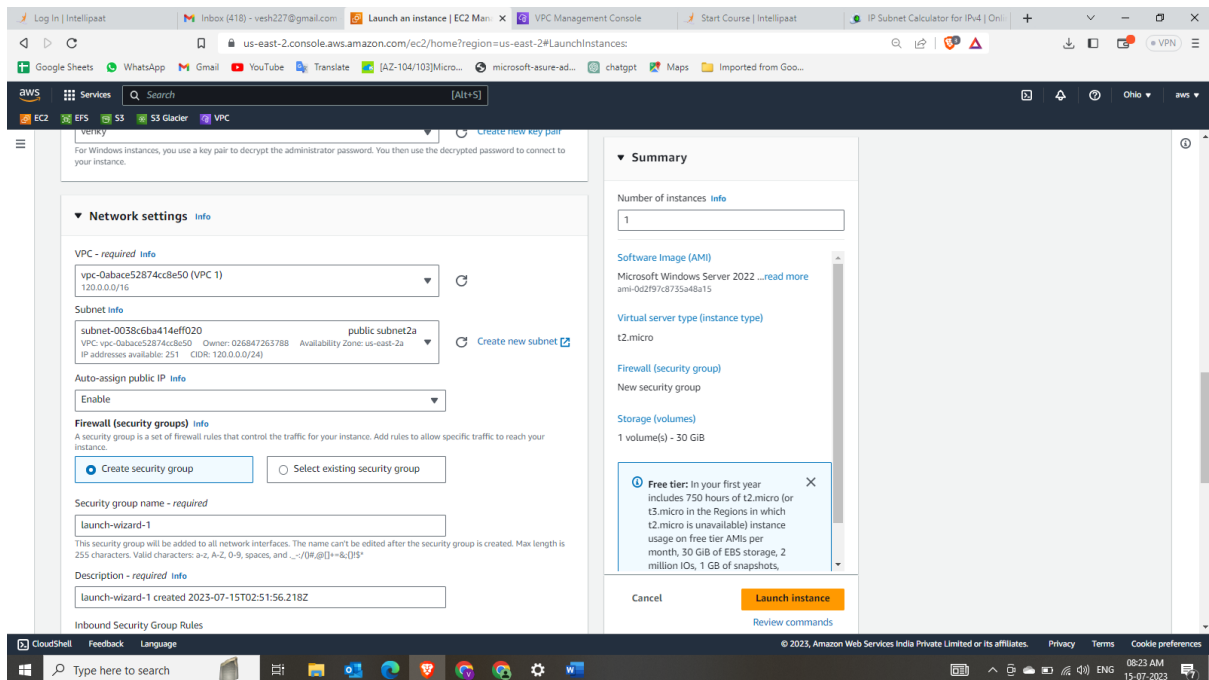 Log In | Intellipaat
Inbox (418) - vesh227@gmail.com
Launch an instance | EC2 Man
VPC Management Console
Start Course | Intellipaat
IP Subnet Calculator for IPv4 | Onli
us-east-2.console.aws.amazon.com/ec2/home?region=us-east-2#LaunchInstances:
VPN
Google Sheets WhatsApp Gmail YouTube Translate [AZ-104/103]Micro... microsoft-asure-ad... chatgpt Maps Imported from Goo...
aws Services Search [Alt+S] Ohio aws
EC2 EFS S3 S3 Glacier VPC
venky
Create new key pair
For Windows instances, you use a key pair to decrypt the administrator password. You then use the decrypted password to connect to
your instance.
Network settings Info
VPC - required Info
vpc-0abace52874cc8e50 (VPC 1)
120.0.0.0/16
Subnet Info
subnet-0038c6ba414eff020 public subnet2a
VPC: vpc-0abace52874cc8e50 Owner: 026847263788 Availability Zone: us-east-2a
IP addresses available: 251 CIDR: 120.0.0.0/24)
Create new subnet
Auto-assign public IP Info
Enable
Firewall (security groups) Info
A security group is a set of firewall rules that control the traffic for your instance. Add rules to allow specific traffic to reach your
instance.
Create security group
Select existing security group
Security group name - required
launch-wizard-1
This security group will be added to all network interfaces. The name can't be edited after the security group is created. Max length is
255 characters. Valid characters: a-z, A-Z, 0-9, spaces, and ._-:/()#,@[]+=&;{}!$*
Description - required Info
launch-wizard-1 created 2023-07-15T02:51:56.218Z
Inbound Security Group Rules
Summary
Number of instances Info
1
Software Image (AMI)
Microsoft Windows Server 2022 ...read more
ami-0d2f97c8735a48a15
Virtual server type (instance type)
t2.micro
Firewall (security group)
New security group
Storage (volumes)
1 volume(s) - 30 GiB
Free tier: In your first year
includes 750 hours of t2.micro (or
t3.micro in the Regions in which
t2.micro is unavailable) instance
usage on free tier AMIs per
month, 30 GiB of EBS storage, 2
million IOs, 1 GB of snapshots,
Cancel
Launch instance
Review commands
CloudShell Feedback Language
© 2023, Amazon Web Services India Private Limited or its affiliates. Privacy Terms Cookie preferences
Type here to search
ENG
08:23 AM
15-07-2023